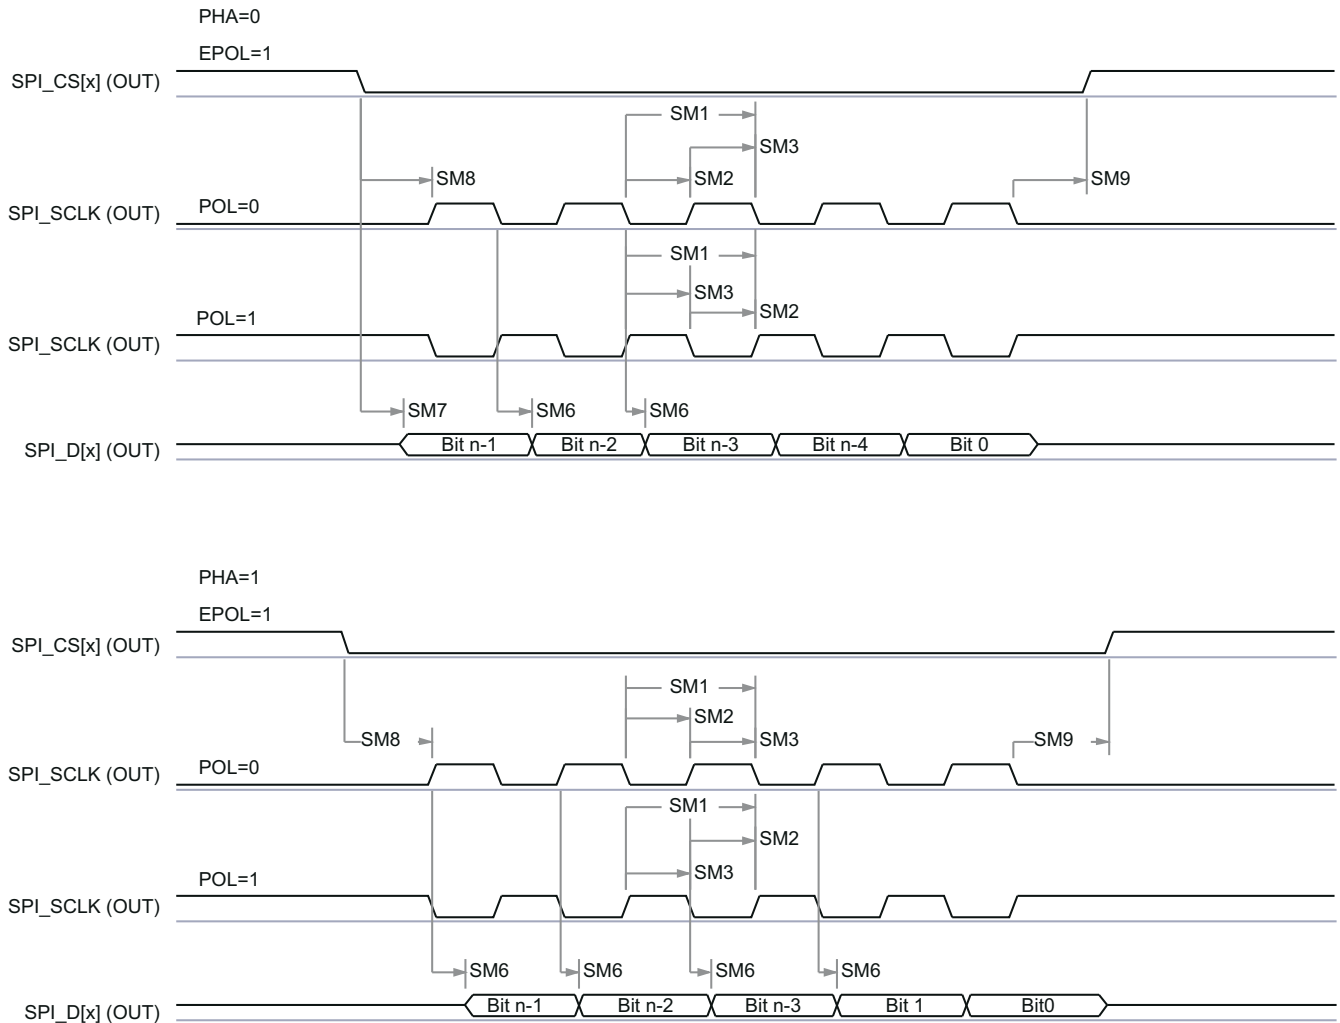 PHA=0
EPOL=1
SPI_CS[x] (OUT)
SM1
SM3
SM8
SM2
SM9
SPI_SCLK (OUT)
POL=0
SM1
SM3
SM2
POL=1
SPI_SCLK (OUT)
SM7
SM6
SM6
SPI_D[x] (OUT)
Bit n-1
Bit n-2
Bit n-3
Bit n-4
Bit 0
PHA=1
EPOL=1
SPI_CS[x] (OUT)
SM1
SM2
SM8
SM3
SM9
SPI_SCLK (OUT)
POL=0
SM1
SM2
SM3
POL=1
SPI_SCLK (OUT)
SM6
SM6
SM6
SM6
SPI_D[x] (OUT)
Bit n-1
Bit n-2
Bit n-3
Bit 1
Bit0